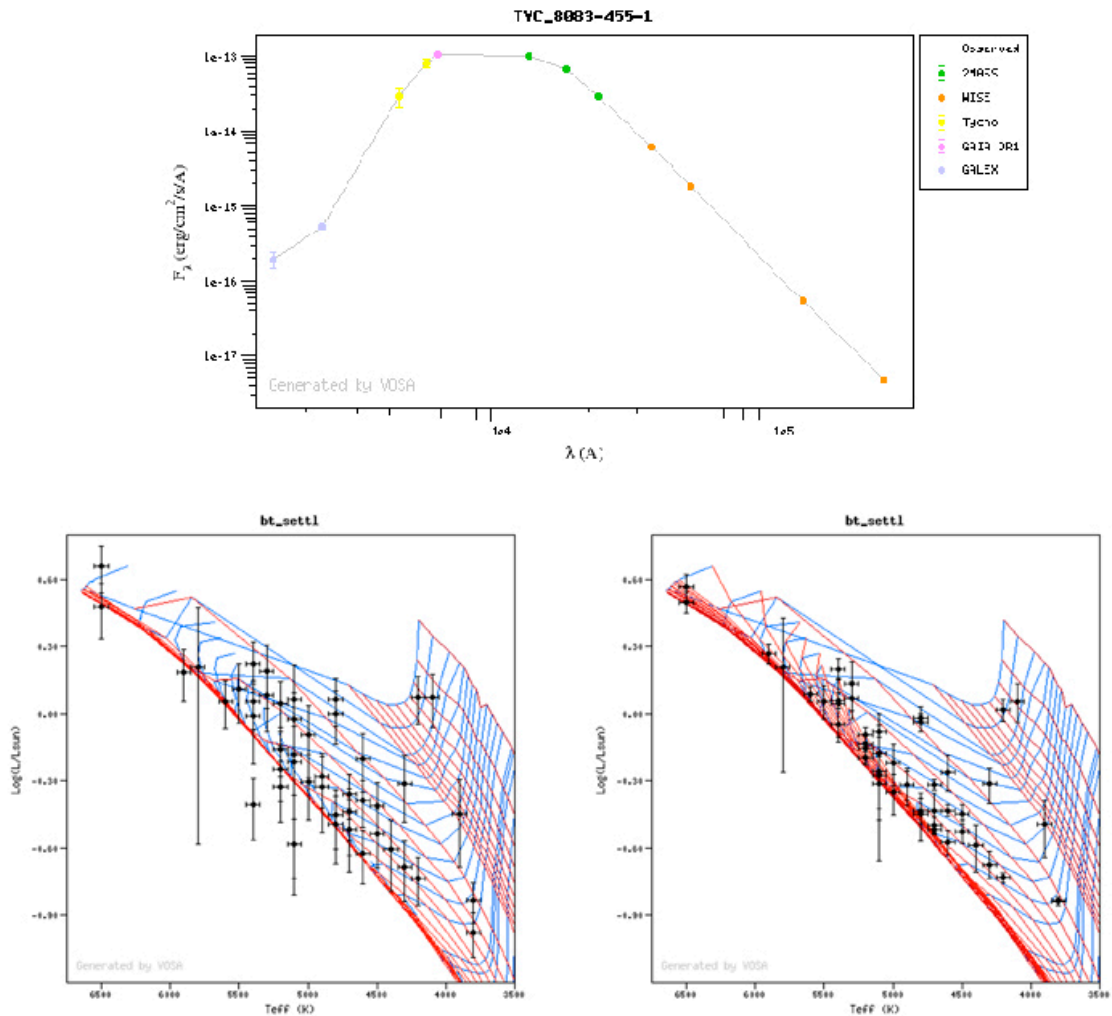 TYC_8083-455-1
1e-13
1e-14
1e-15
1e-16
1e-17
Fλ (erg/cm²/s/A)
Observed
2MASS
WISE
Tycho
GAIA DR1
GALEX
Generated by VOSA
1e4
1e5
λ (A)
bt_settl
0.60
0.30
0.00
-0.30
-0.60
-0.90
Log(L/Lsun)
Generated by VOSA
6500 6000 5500 5000 4500 4000 3500
Teff (K)
bt_settl
0.60
0.30
0.00
-0.30
-0.60
-0.90
Log(L/Lsun)
Generated by VOSA
6500 6000 5500 5000 4500 4000 3500
Teff (K)